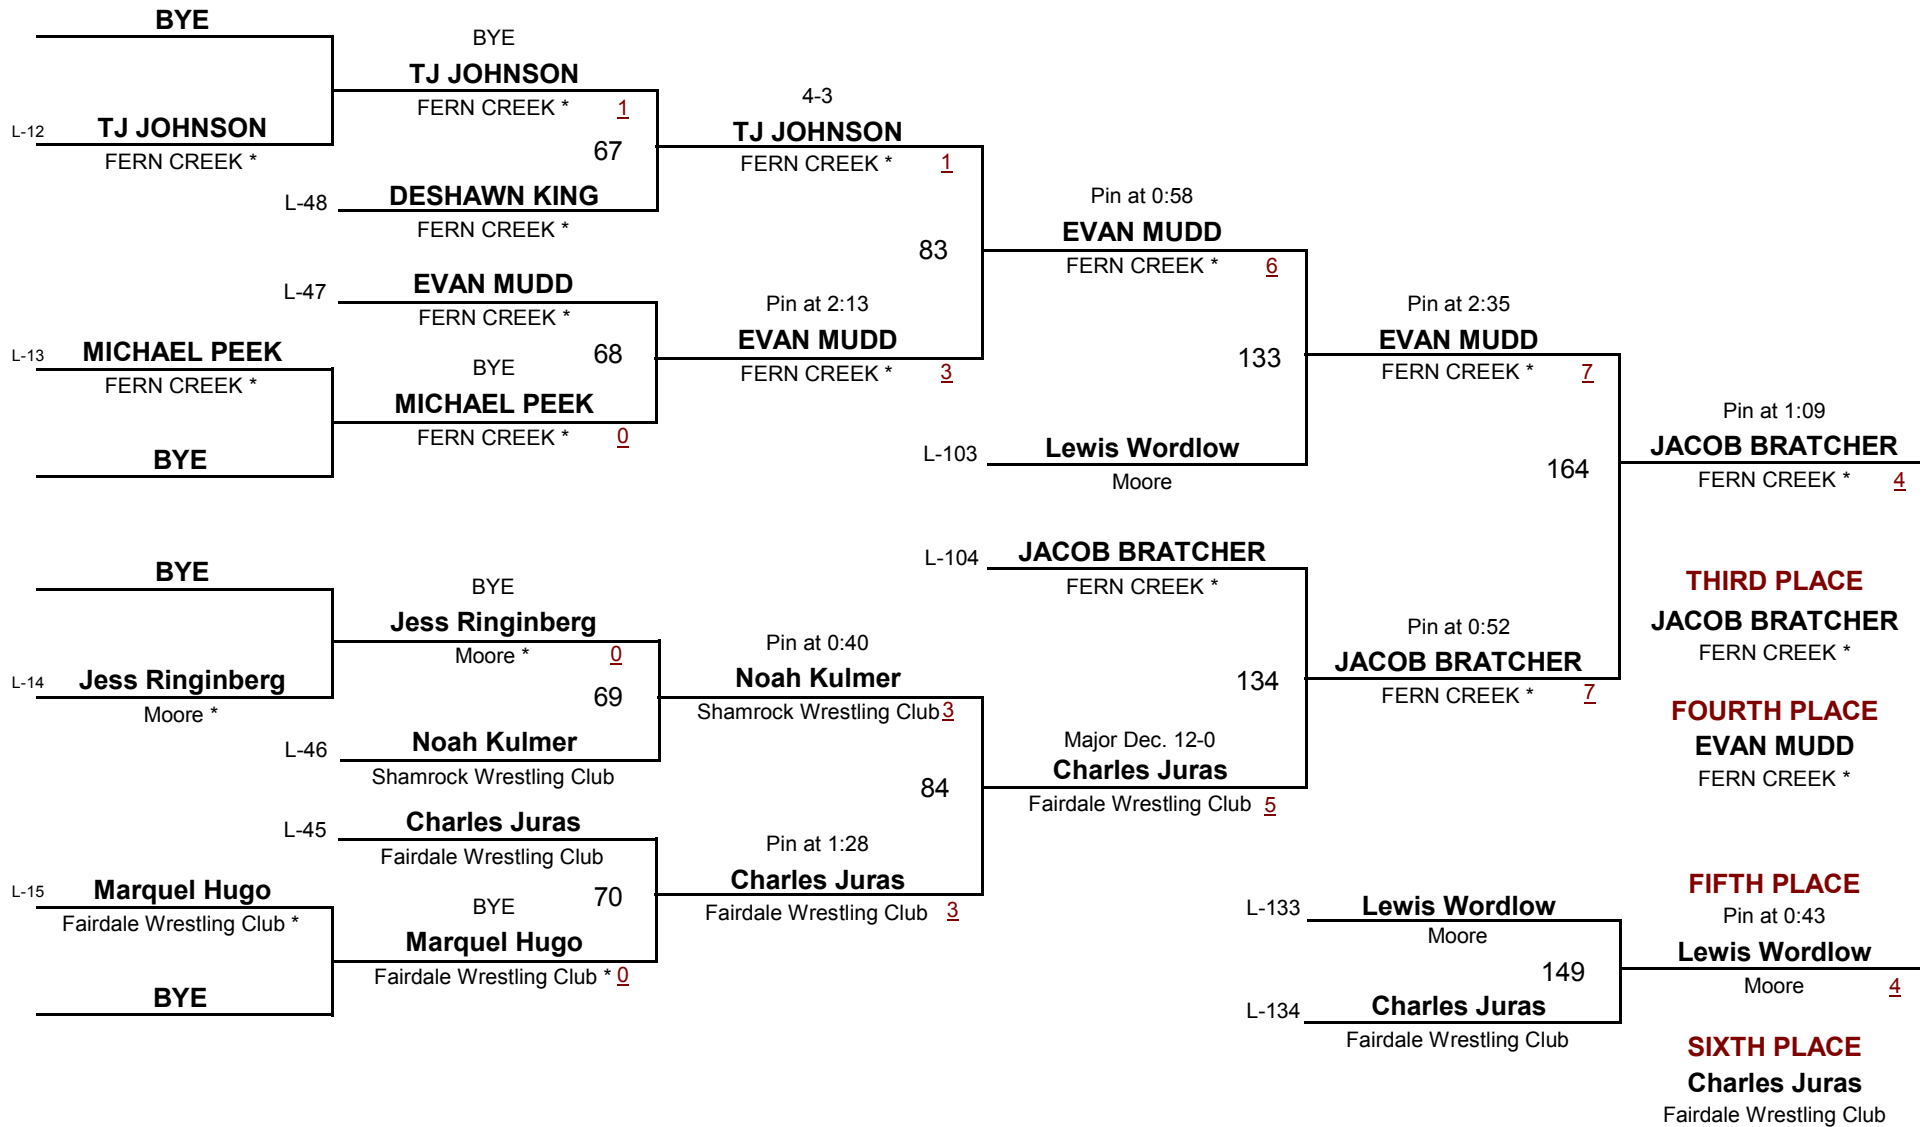 BYE
L-12
TJ JOHNSON
FERN CREEK *
L-13
MICHAEL PEEK
FERN CREEK *
BYE
BYE
L-14
Jess Ringinberg
Moore *
L-15
Marquel Hugo
Fairdale Wrestling Club *
BYE
BYE
TJ JOHNSON
FERN CREEK *
1
67
L-48
DESHAWN KING
FERN CREEK *
L-47
EVAN MUDD
FERN CREEK *
68
BYE
MICHAEL PEEK
FERN CREEK *
0
BYE
Jess Ringinberg
Moore *
0
69
L-46
Noah Kulmer
Shamrock Wrestling Club
L-45
Charles Juras
Fairdale Wrestling Club
70
BYE
Marquel Hugo
Fairdale Wrestling Club *
0
4-3
TJ JOHNSON
FERN CREEK *
1
83
Pin at 2:13
EVAN MUDD
FERN CREEK *
3
Pin at 0:40
Noah Kulmer
Shamrock Wrestling Club
3
84
Pin at 1:28
Charles Juras
Fairdale Wrestling Club
3
Pin at 0:58
EVAN MUDD
FERN CREEK *
6
133
L-103
Lewis Wordlow
Moore
L-104
JACOB BRATCHER
FERN CREEK *
134
Major Dec. 12-0
Charles Juras
Fairdale Wrestling Club
5
Pin at 2:35
EVAN MUDD
FERN CREEK *
7
164
Pin at 0:52
JACOB BRATCHER
FERN CREEK *
7
L-133
Lewis Wordlow
Moore
149
L-134
Charles Juras
Fairdale Wrestling Club
Pin at 1:09
JACOB BRATCHER
FERN CREEK *
4
THIRD PLACE
JACOB BRATCHER
FERN CREEK *
FOURTH PLACE
EVAN MUDD
FERN CREEK *
FIFTH PLACE
Pin at 0:43
Lewis Wordlow
Moore
4
SIXTH PLACE
Charles Juras
Fairdale Wrestling Club